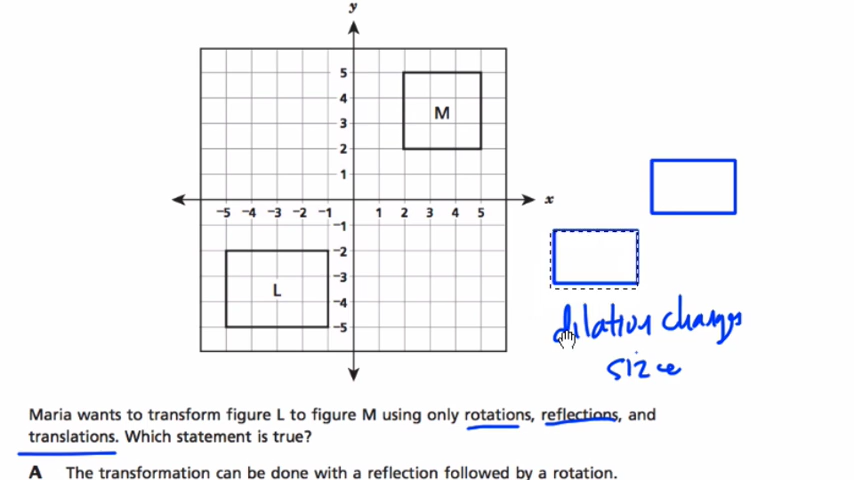 y
5
4
3
2
1
M
x
-5 -4 -3 -2 -1 1 2 3 4 5
-1
-2
-3
-4
-5
L
dilation changes
size
Maria wants to transform figure L to figure M using only rotations, reflections, and
translations. Which statement is true?
A The transformation can be done with a reflection followed by a rotation.